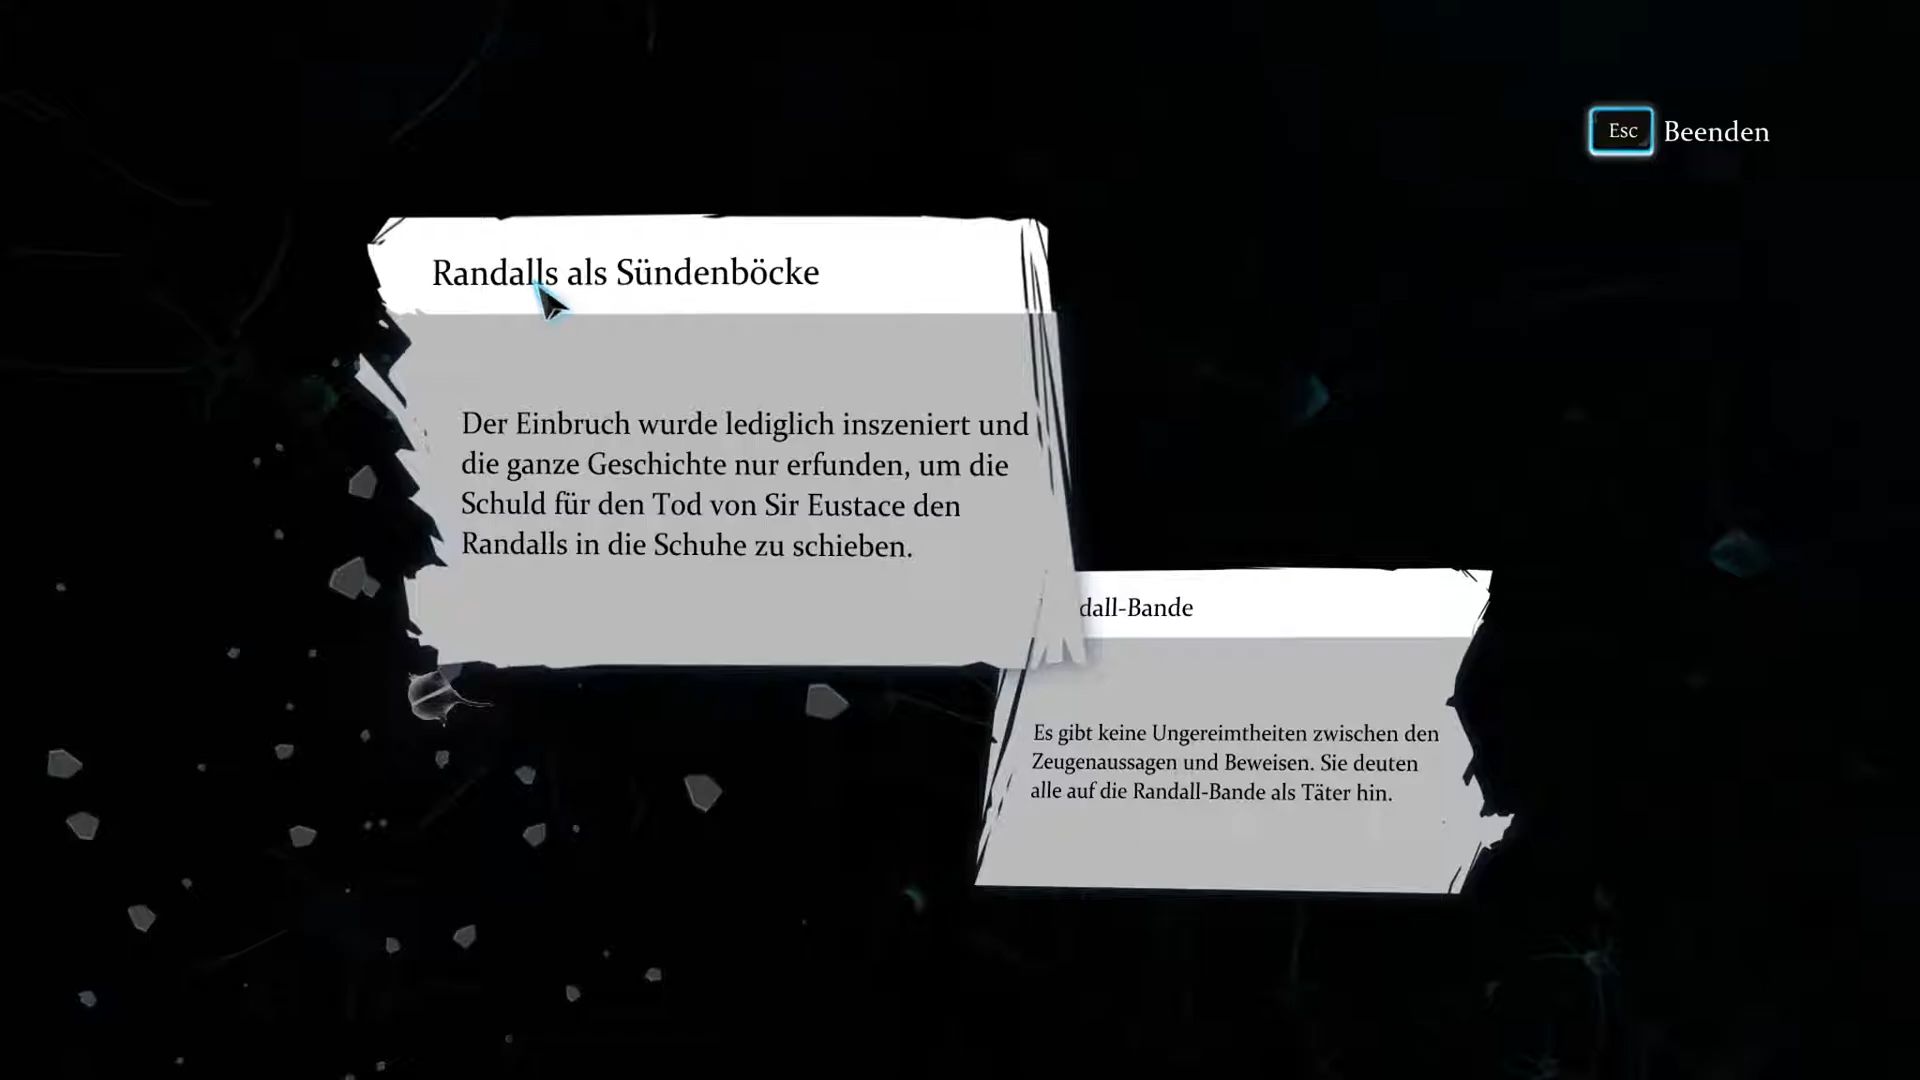 Esc Beenden
Randalls als Sündenböcke
Der Einbruch wurde lediglich inszeniert und
die ganze Geschichte nur erfunden, um die
Schuld für den Tod von Sir Eustace den
Randalls in die Schuhe zu schieben.
dall-Bande
Es gibt keine Ungereimtheiten zwischen den
Zeugenaussagen und Beweisen. Sie deuten
alle auf die Randall-Bande als Täter hin.